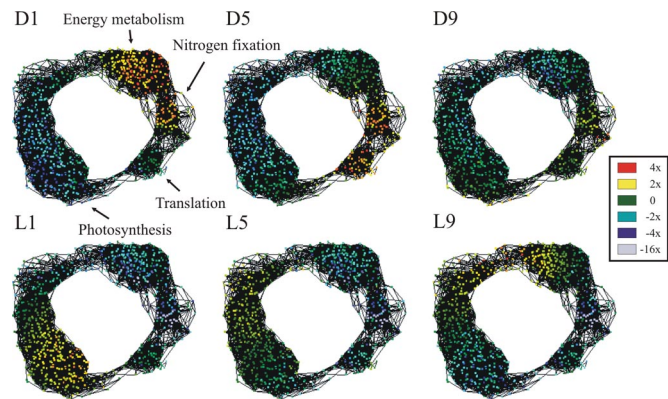 D1
Energy metabolism
D5
D9
Nitrogen fixation
Translation
Photosynthesis
4x
2x
0
-2x
-4x
-16x
L1
L5
L9